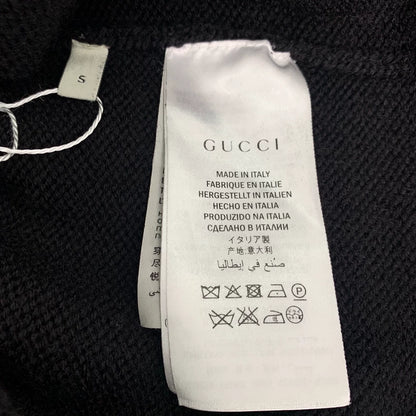 S
GUCCI
MADE IN ITALY
FABRIQUE EN ITALIE
HERGESTELLT IN ITALIEN
HECHO EN ITALIA
PRODUZIDO NA ITALIA
СДЕЛАНО В ИТАЛИИ
イタリア製
产地:意大利
صُنع في إيطاليا
P